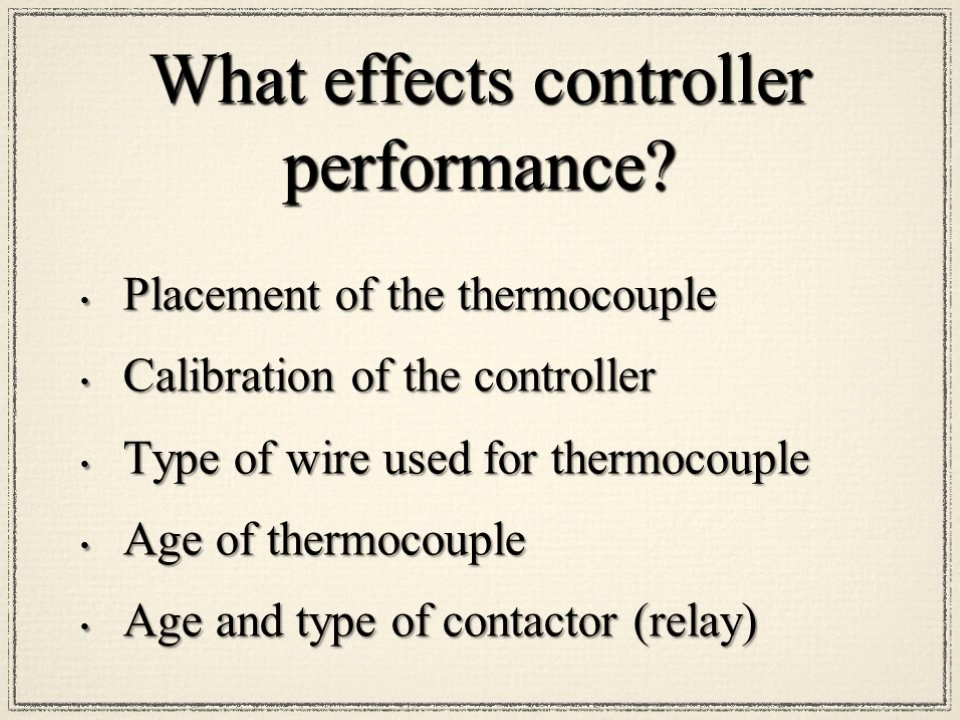 What effects controller
performance?
• Placement of the thermocouple
• Calibration of the controller
• Type of wire used for thermocouple
• Age of thermocouple
• Age and type of contactor (relay)